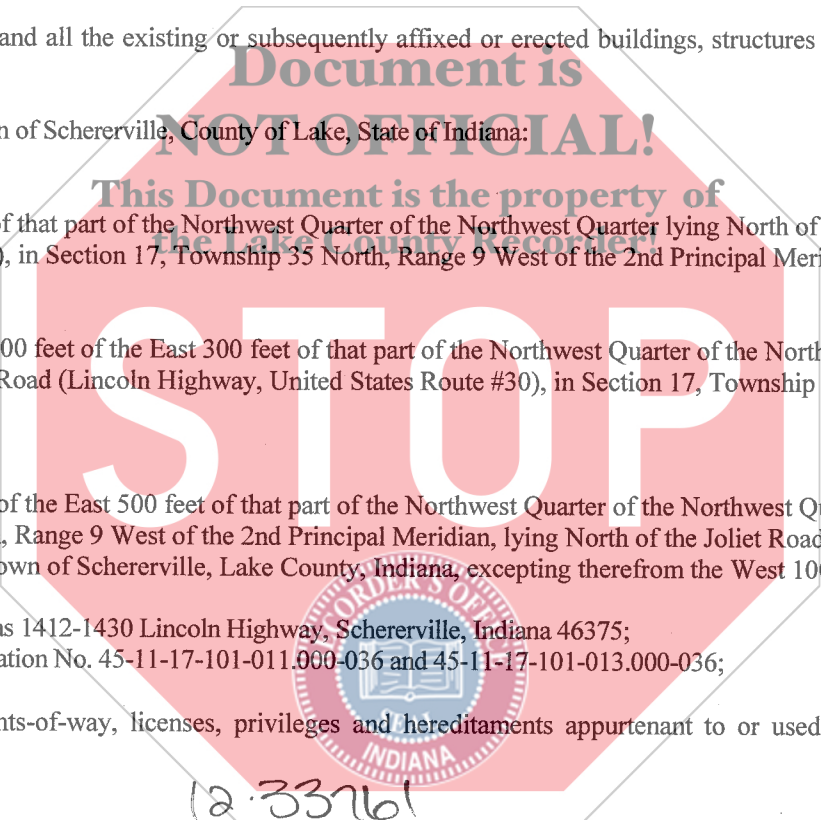 and all the existing or subsequently affixed or erected buildings, structures
Document is
n of Schererville, County of Lake, State of Indiana:
NOT OFFICIAL!
This Document is the property of
of that part of the Northwest Quarter of the Northwest Quarter lying North of
the Lake County Recorder!
), in Section 17, Township 35 North, Range 9 West of the 2nd Principal Meri
00 feet of the East 300 feet of that part of the Northwest Quarter of the North
Road (Lincoln Highway, United States Route #30), in Section 17, Township
STOP
of the East 500 feet of that part of the Northwest Quarter of the Northwest Qu
, Range 9 West of the 2nd Principal Meridian, lying North of the Joliet Road
own of Schererville, Lake County, Indiana, excepting therefrom the West 10
as 1412-1430 Lincoln Highway, Schererville, Indiana 46375;
ation No. 45-11-17-101-011.000-036 and 45-11-17-101-013.000-036;
RECORDER'S OFFICE
SEAL
INDIANA
nts-of-way, licenses, privileges and hereditaments appurtenant to or used
12-33761